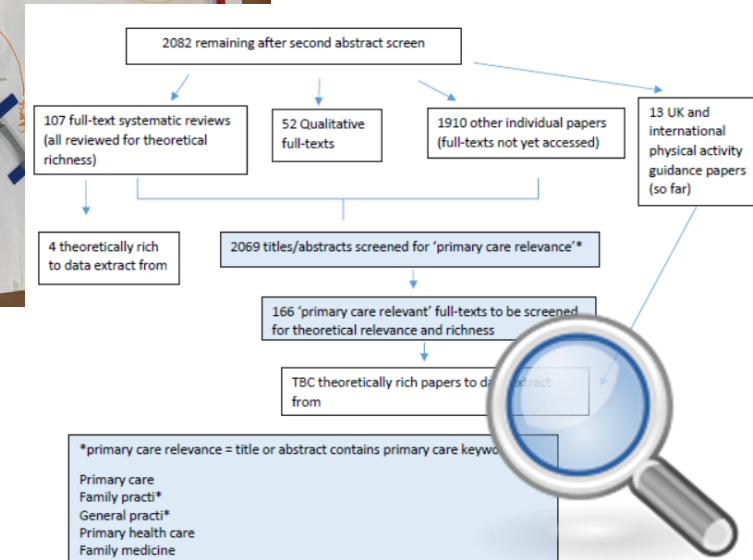 2082 remaining after second abstract screen
107 full-text systematic reviews
(all reviewed for theoretical
richness)
52 Qualitative
full-texts
1910 other individual papers
(full-texts not yet accessed)
13 UK and
international
physical activity
guidance papers
(so far)
4 theoretically rich
to data extract from
2069 titles/abstracts screened for ‘primary care relevance’*
166 ‘primary care relevant’ full-texts to be screened
for theoretical relevance and richness
TBC theoretically rich papers to data extract
from
*primary care relevance = title or abstract contains primary care
Primary care
Family practi*
General practi*
Primary health care
Family medicine